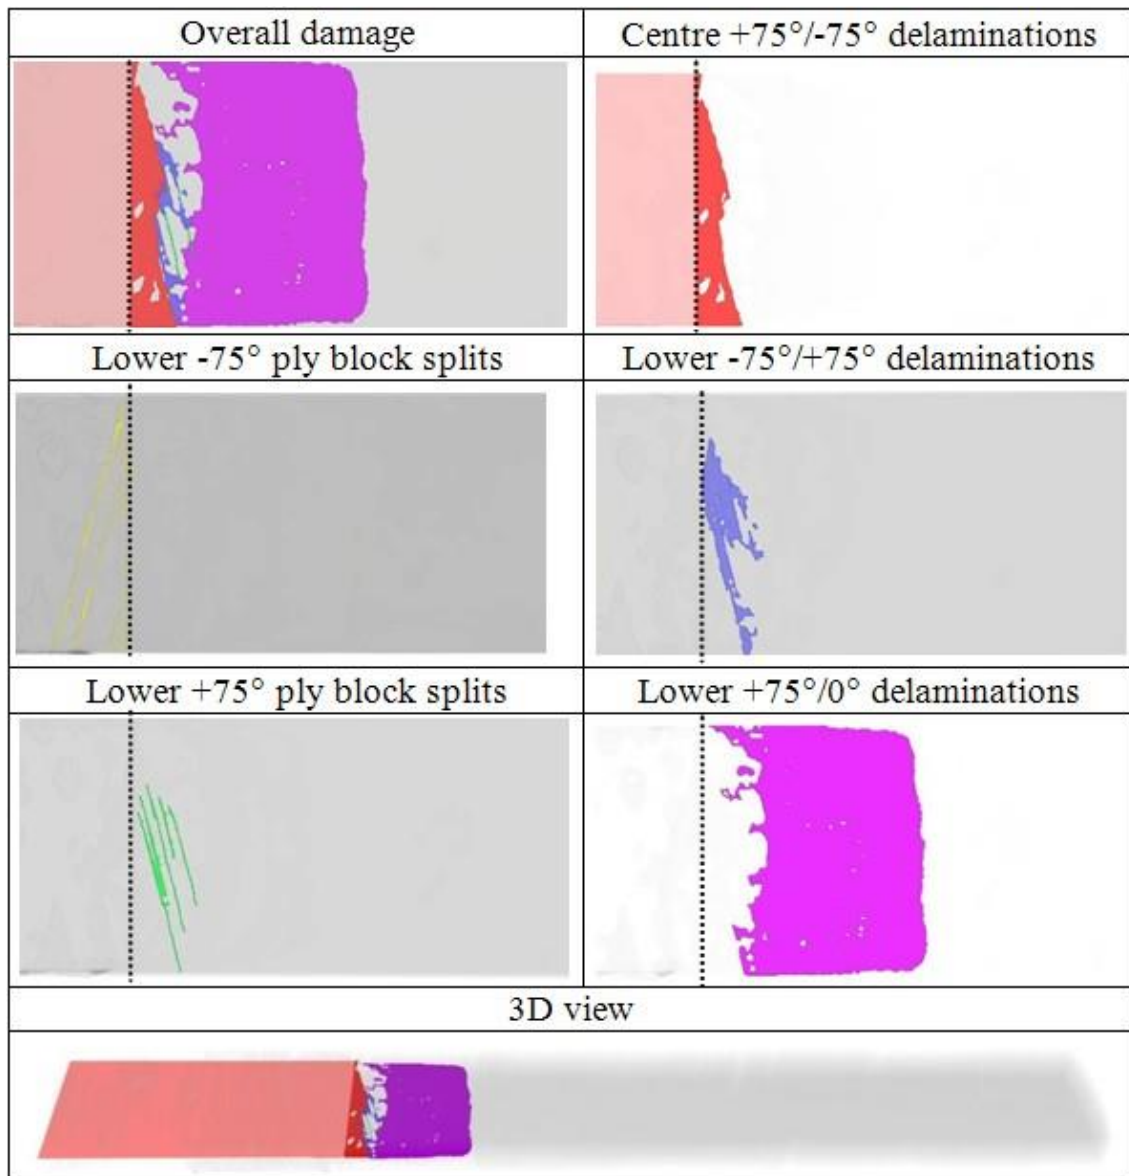 Overall damage
Centre +75°/-75° delaminations
Lower -75° ply block splits
Lower -75°/+75° delaminations
Lower +75° ply block splits
Lower +75°/0° delaminations
3D view